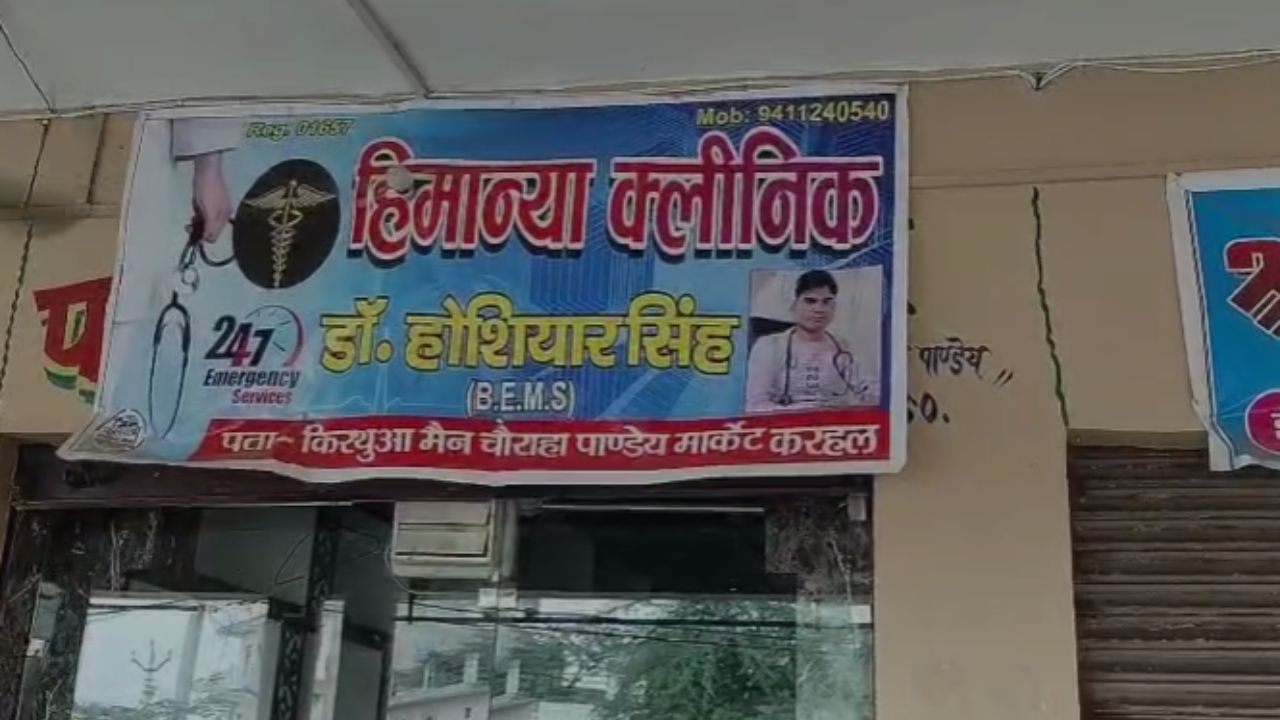 Reg. 01657
Mob: 9411240540
हिमान्या क्लीनिक
24x7
Emergency
Services
डॉ. होशियार सिंह
(B.E.M.S)
पता~ किरथुआ मैन चौराहा पाण्डेय मार्केट करहल
पाण्डेय ,,